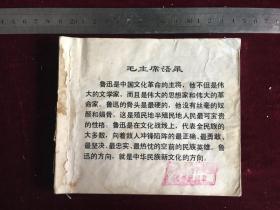 毛主席语录
鲁迅是中国文化革命的主将，他不但是伟
大的文学家，而且是伟大的思想家和伟大的革
命家。鲁迅的骨头是最硬的，他没有丝毫的奴
颜和媚骨，这是殖民地半殖民地人民最可宝贵
的性格。鲁迅是在文化战线上，代表全民族的
大多数，向着敌人冲锋陷阵的最正确、最勇敢、
最坚决、最忠实、最热忱的空前的民族英雄。鲁
迅的方向，就是中华民族新文化的方向。